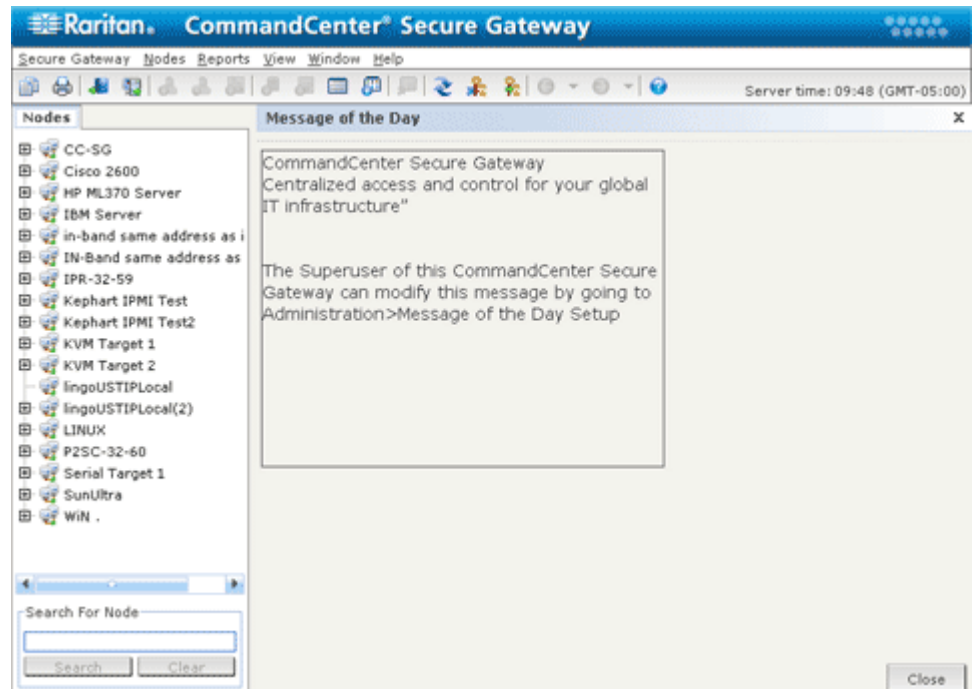 Raritan. CommandCenter® Secure Gateway
Secure Gateway Nodes Reports View Window Help
Server time: 09:48 (GMT-05:00)
Nodes
CC-SG
Cisco 2600
HP ML370 Server
IBM Server
in-band same address as i
IN-Band same address as
IPR-32-59
Kephart IPMI Test
Kephart IPMI Test2
KVM Target 1
KVM Target 2
lingoUSTIPLocal
lingoUSTIPLocal(2)
LINUX
P2SC-32-60
Serial Target 1
SunUltra
WiN .
Search For Node
Search Clear
Message of the Day x
CommandCenter Secure Gateway
Centralized access and control for your global
IT infrastructure"
The Superuser of this CommandCenter Secure
Gateway can modify this message by going to
Administration>Message of the Day Setup
Close